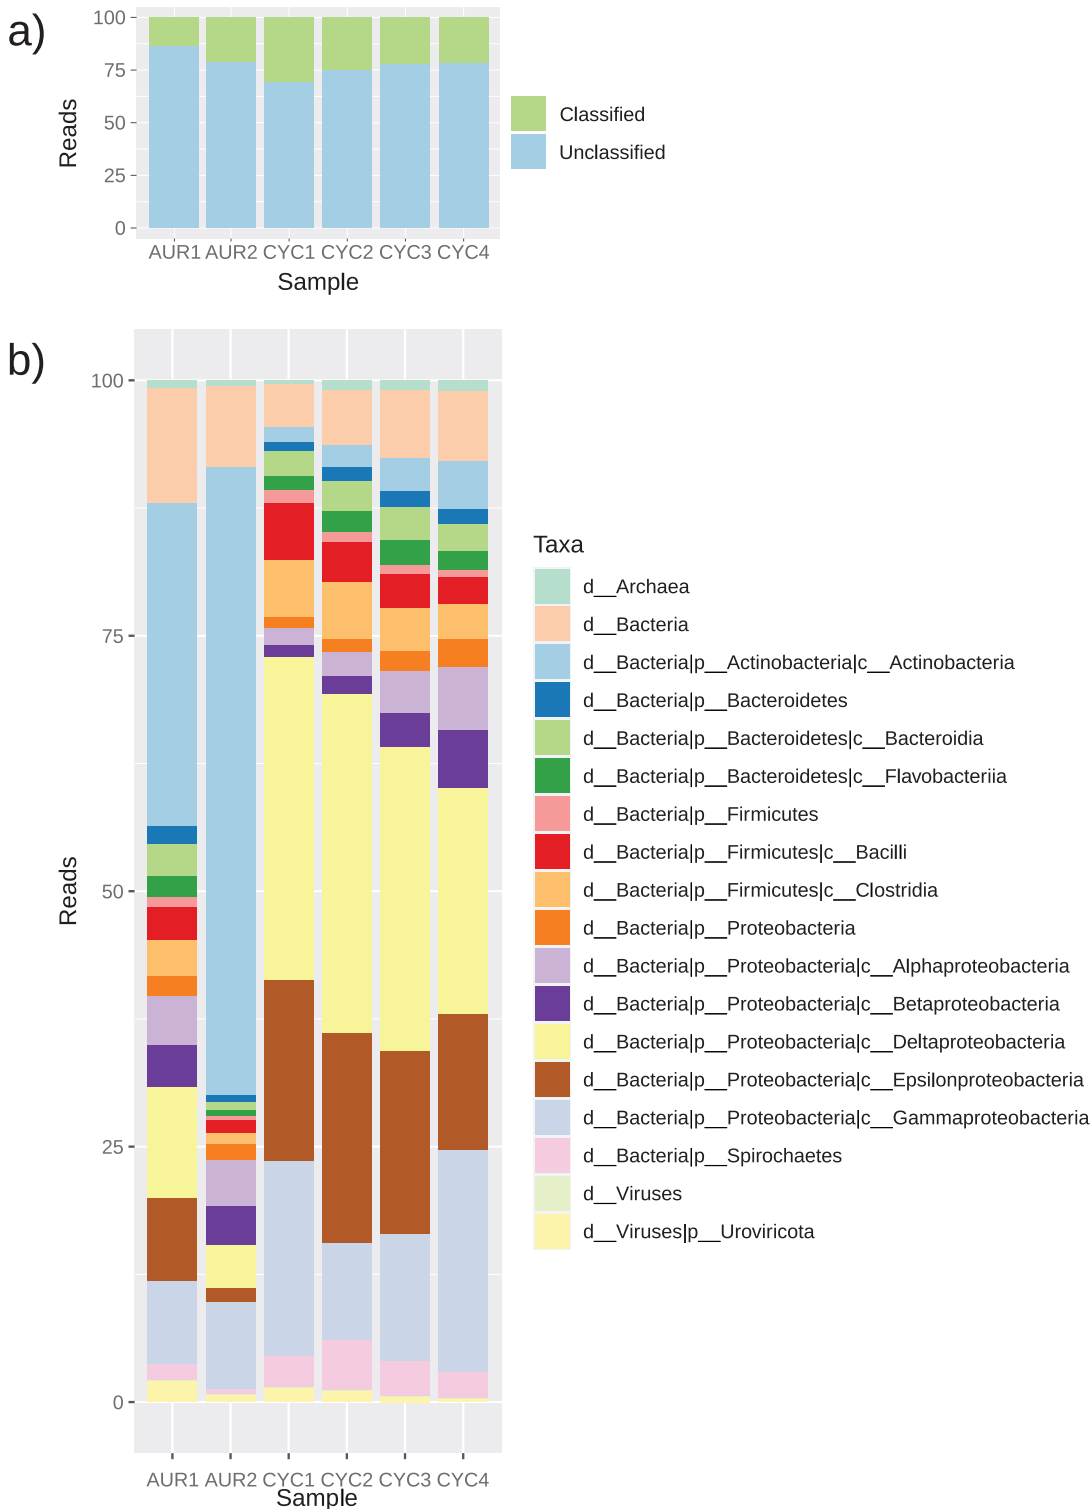 a)
100
75
50
25
0
Reads
AUR1 AUR2 CYC1 CYC2 CYC3 CYC4
Sample
Classified
Unclassified
b)
100
75
50
25
0
Reads
AUR1 AUR2 CYC1 CYC2 CYC3 CYC4
Sample
Taxa
d__Archaea
d__Bacteria
d__Bacteria|p__Actinobacteria|c__Actinobacteria
d__Bacteria|p__Bacteroidetes
d__Bacteria|p__Bacteroidetes|c__Bacteroidia
d__Bacteria|p__Bacteroidetes|c__Flavobacteriia
d__Bacteria|p__Firmicutes
d__Bacteria|p__Firmicutes|c__Bacilli
d__Bacteria|p__Firmicutes|c__Clostridia
d__Bacteria|p__Proteobacteria
d__Bacteria|p__Proteobacteria|c__Alphaproteobacteria
d__Bacteria|p__Proteobacteria|c__Betaproteobacteria
d__Bacteria|p__Proteobacteria|c__Deltaproteobacteria
d__Bacteria|p__Proteobacteria|c__Epsilonproteobacteria
d__Bacteria|p__Proteobacteria|c__Gammaproteobacteria
d__Bacteria|p__Spirochaetes
d__Viruses
d__Viruses|p__Uroviricota